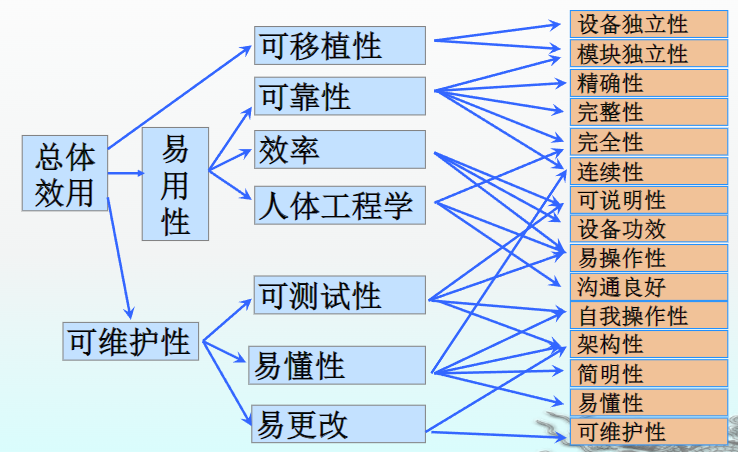 总体
效用
易
用
性
可维护性
可移植性
可靠性
效率
人体工程学
可测试性
易懂性
易更改
设备独立性
模块独立性
精确性
完整性
完全性
连续性
可说明性
设备功效
易操作性
沟通良好
自我操作性
架构性
简明性
易懂性
可维护性